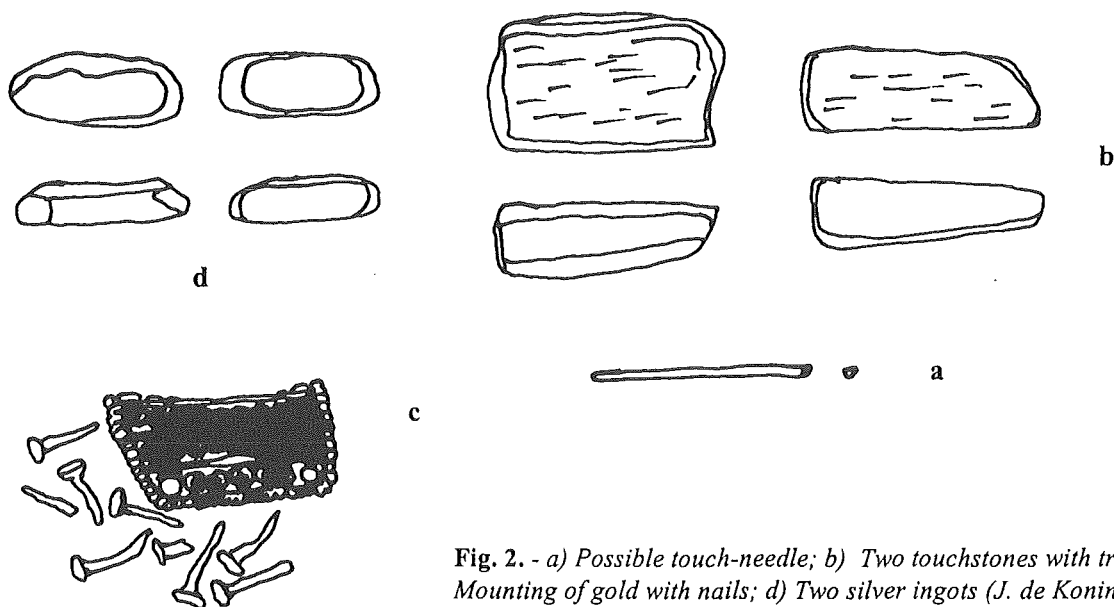 b
d
a
c
Fig. 2. - a) Possible touch-needle; b) Two touchstones with
Mounting of gold with nails; d) Two silver ingots (J. de